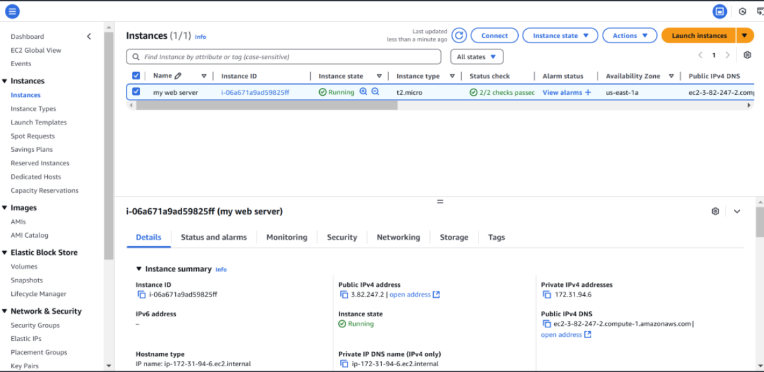 Instances (1/1) Info
Last updated
less than a minute ago
Connect
Instance state
Actions
Launch instances
Find Instance by attribute or tag (case-sensitive)
All states
1
Name
Instance ID
Instance state
Instance type
Status check
Alarm status
Availability Zone
Public IPv4 DNS
my web server
i-06a671a9ad59825ff
Running
t2.micro
2/2 checks passec
View alarms +
us-east-1a
ec2-3-82-247-2.compu
Dashboard
EC2 Global View
Events
Instances
Instances
Instance Types
Launch Templates
Spot Requests
Savings Plans
Reserved Instances
Dedicated Hosts
Capacity Reservations
Images
AMIs
AMI Catalog
Elastic Block Store
Volumes
Snapshots
Lifecycle Manager
Network & Security
Security Groups
Elastic IPs
Placement Groups
Key Pairs
i-06a671a9ad59825ff (my web server)
Details
Status and alarms
Monitoring
Security
Networking
Storage
Tags
Instance summary Info
Instance ID
i-06a671a9ad59825ff
Public IPv4 address
3.82.247.2 | open address
Private IPv4 addresses
172.31.94.6
IPv6 address
–
Instance state
Running
Public IPv4 DNS
ec2-3-82-247-2.compute-1.amazonaws.com |
open address
Hostname type
IP name: ip-172-31-94-6.ec2.internal
Private IP DNS name (IPv4 only)
ip-172-31-94-6.ec2.internal